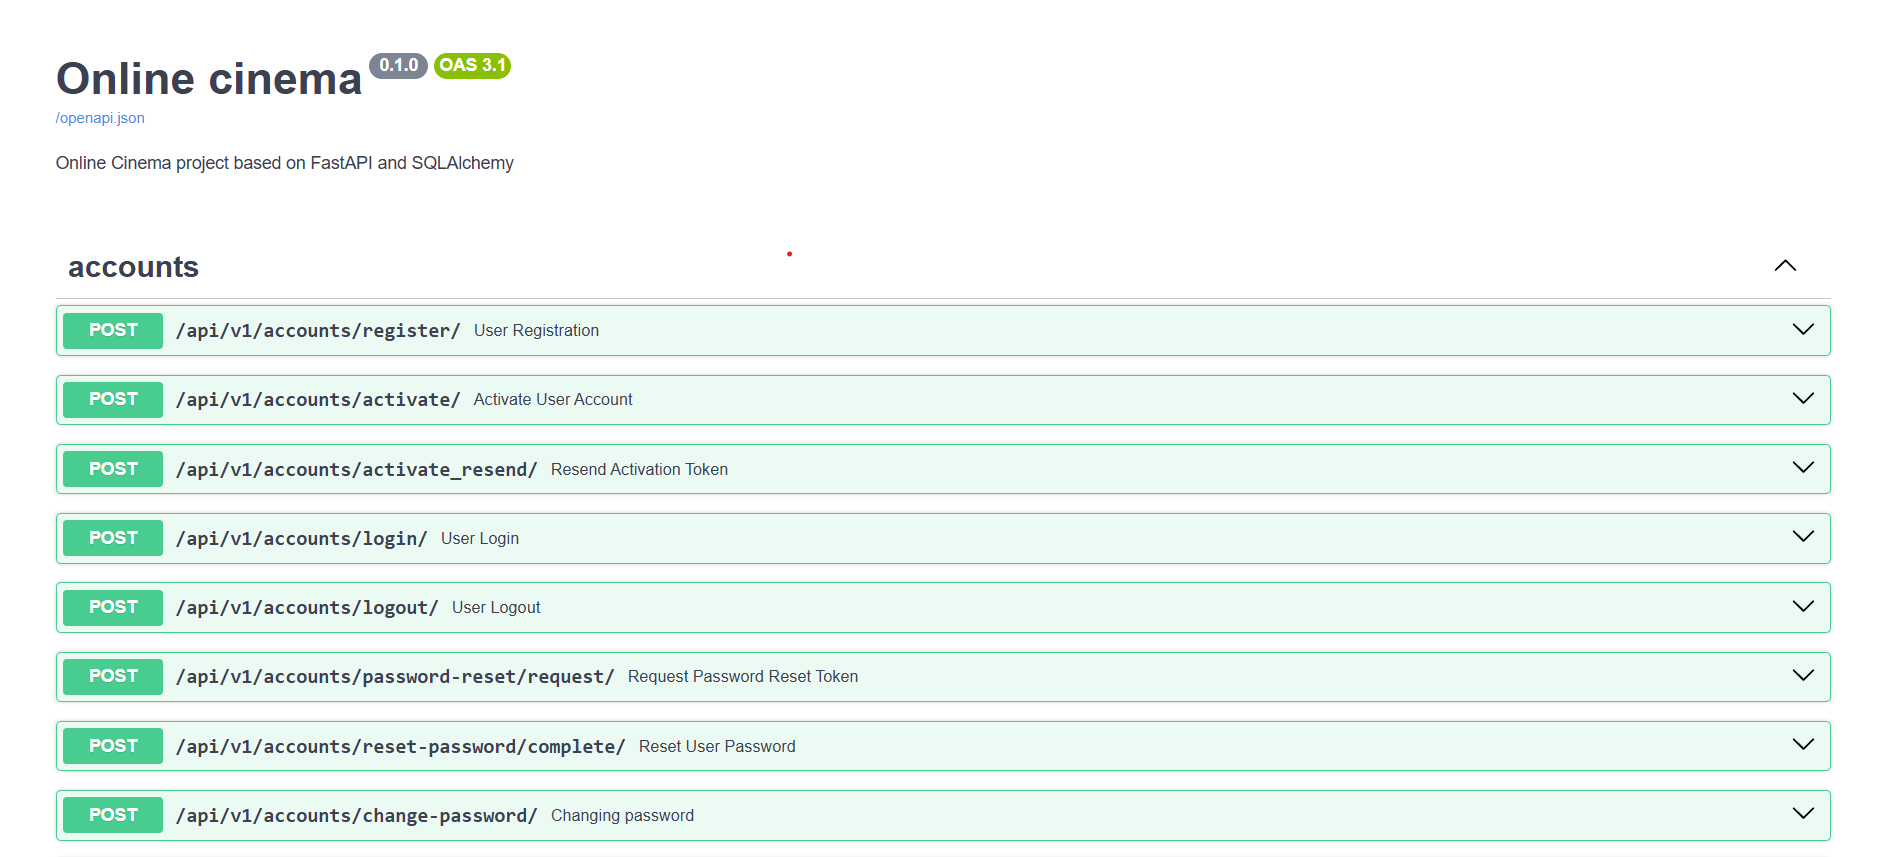 Online cinema 0.1.0 OAS 3.1
/openapi.json
Online Cinema project based on FastAPI and SQLAlchemy
accounts
POST /api/v1/accounts/register/ User Registration
POST /api/v1/accounts/activate/ Activate User Account
POST /api/v1/accounts/activate_resend/ Resend Activation Token
POST /api/v1/accounts/login/ User Login
POST /api/v1/accounts/logout/ User Logout
POST /api/v1/accounts/password-reset/request/ Request Password Reset Token
POST /api/v1/accounts/reset-password/complete/ Reset User Password
POST /api/v1/accounts/change-password/ Changing password